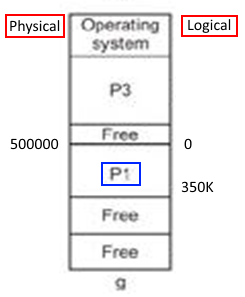 Physical
Operating
system
Logical
P3
Free
500000
0
P1
350K
Free
Free
g